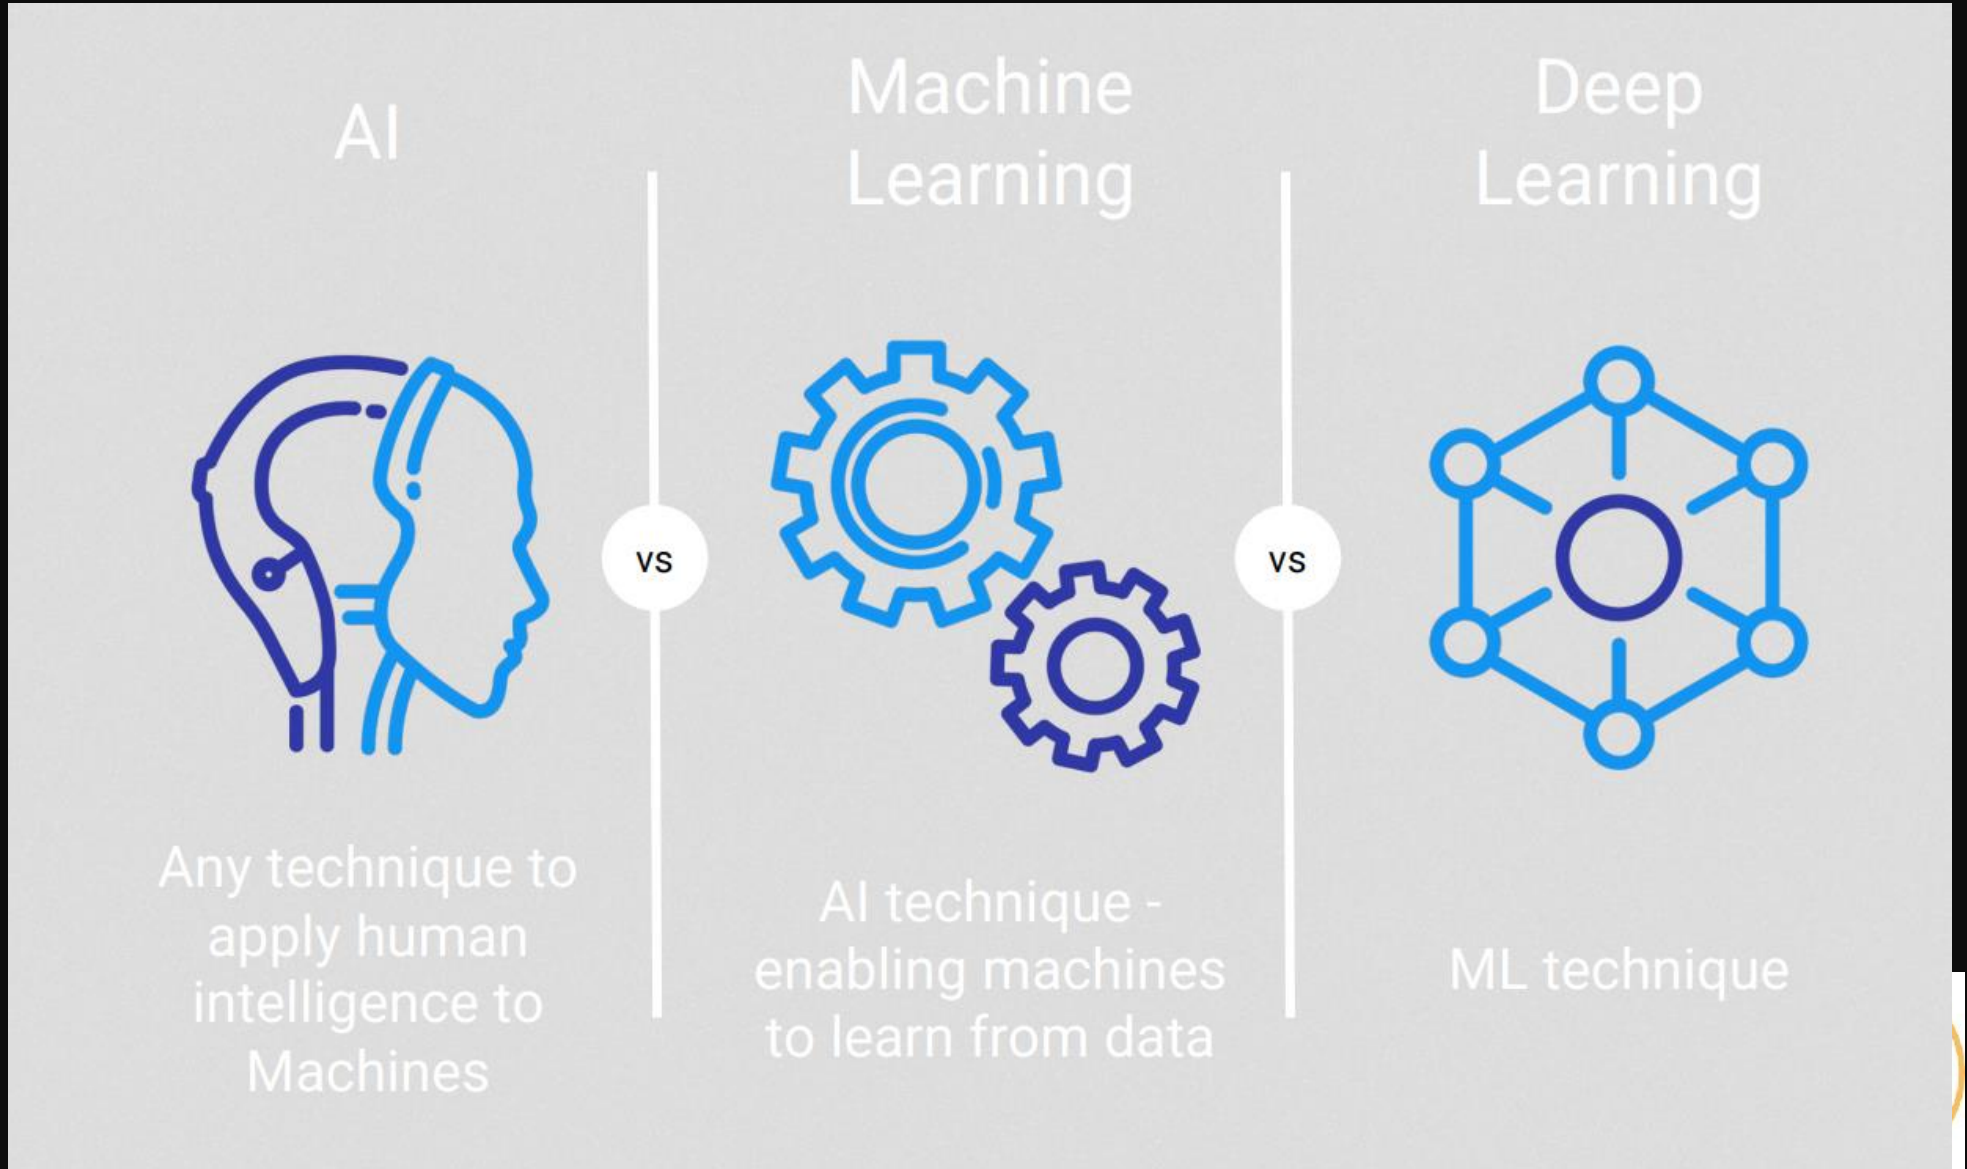 AI
Any technique to
apply human
intelligence to
Machines
vs
Machine
Learning
AI technique -
enabling machines
to learn from data
vs
Deep
Learning
ML technique